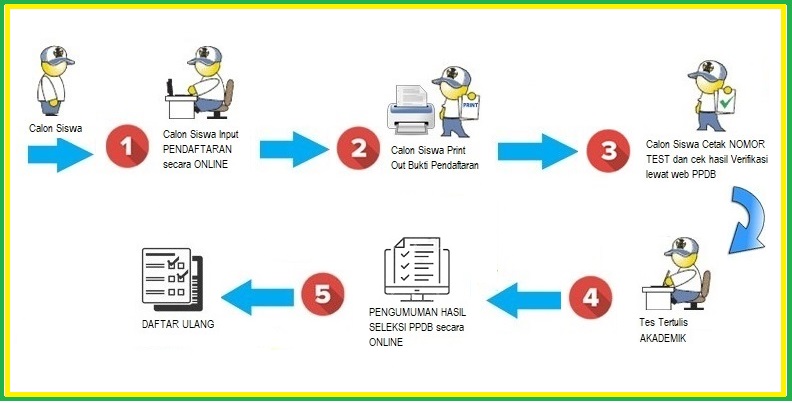 Calon Siswa
1
Calon Siswa Input
PENDAFTARAN
secara ONLINE
2
PRINT
Calon Siswa Print
Out Bukti Pendaftaran
3
Calon Siswa Cetak NOMOR
TEST dan cek hasil Verifikasi
lewat web PPDB
4
Tes Tertulis
AKADEMIK
5
PENGUMUMAN HASIL
SELEKSI PPDB secara
ONLINE
DAFTAR ULANG